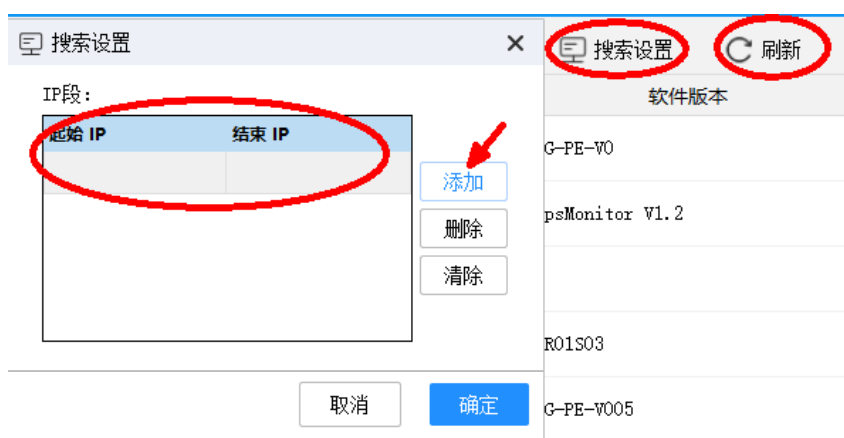 搜索设置
IP段：
起始 IP 结束 IP
添加
删除
清除
取消 确定
搜索设置 刷新
软件版本
G-PE-V0
psMonitor V1.2
R01S03
G-PE-V005